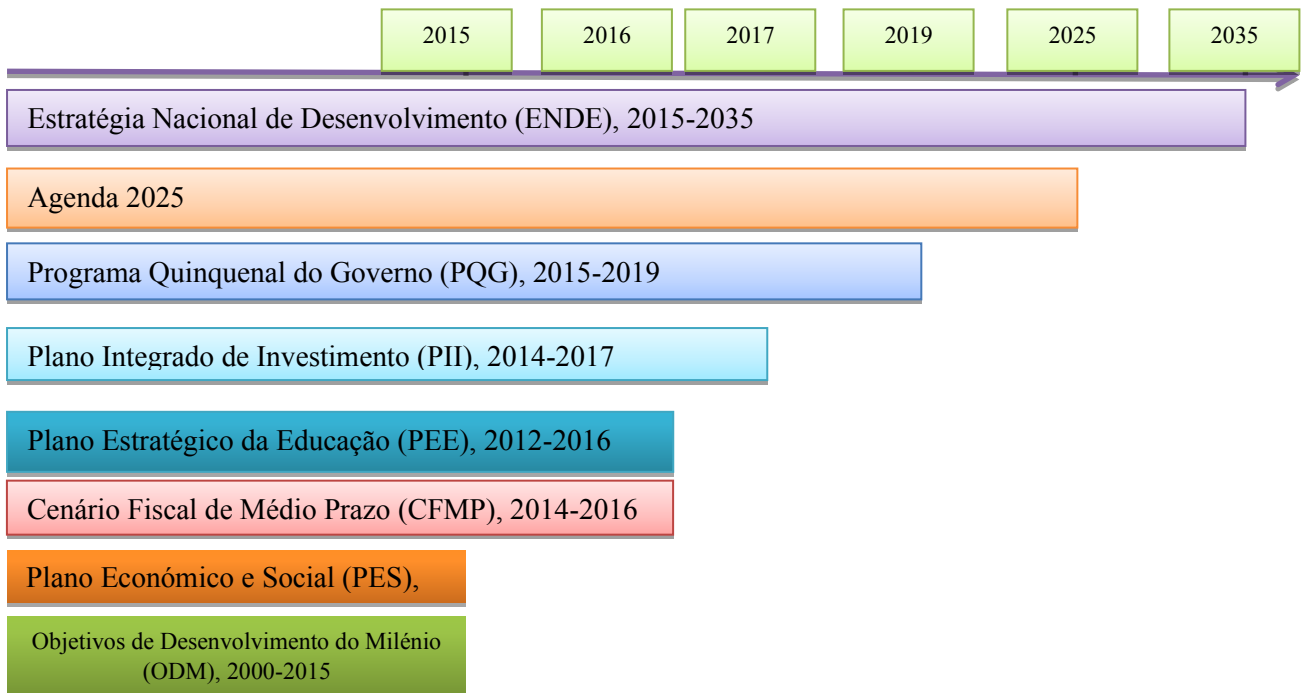 2015 2016 2017 2019 2025 2035
Estratégia Nacional de Desenvolvimento (ENDE), 2015-2035
Agenda 2025
Programa Quinquenal do Governo (PQG), 2015-2019
Plano Integrado de Investimento (PII), 2014-2017
Plano Estratégico da Educação (PEE), 2012-2016
Cenário Fiscal de Médio Prazo (CFMP), 2014-2016
Plano Económico e Social (PES),
Objetivos de Desenvolvimento do Milénio
(ODM), 2000-2015